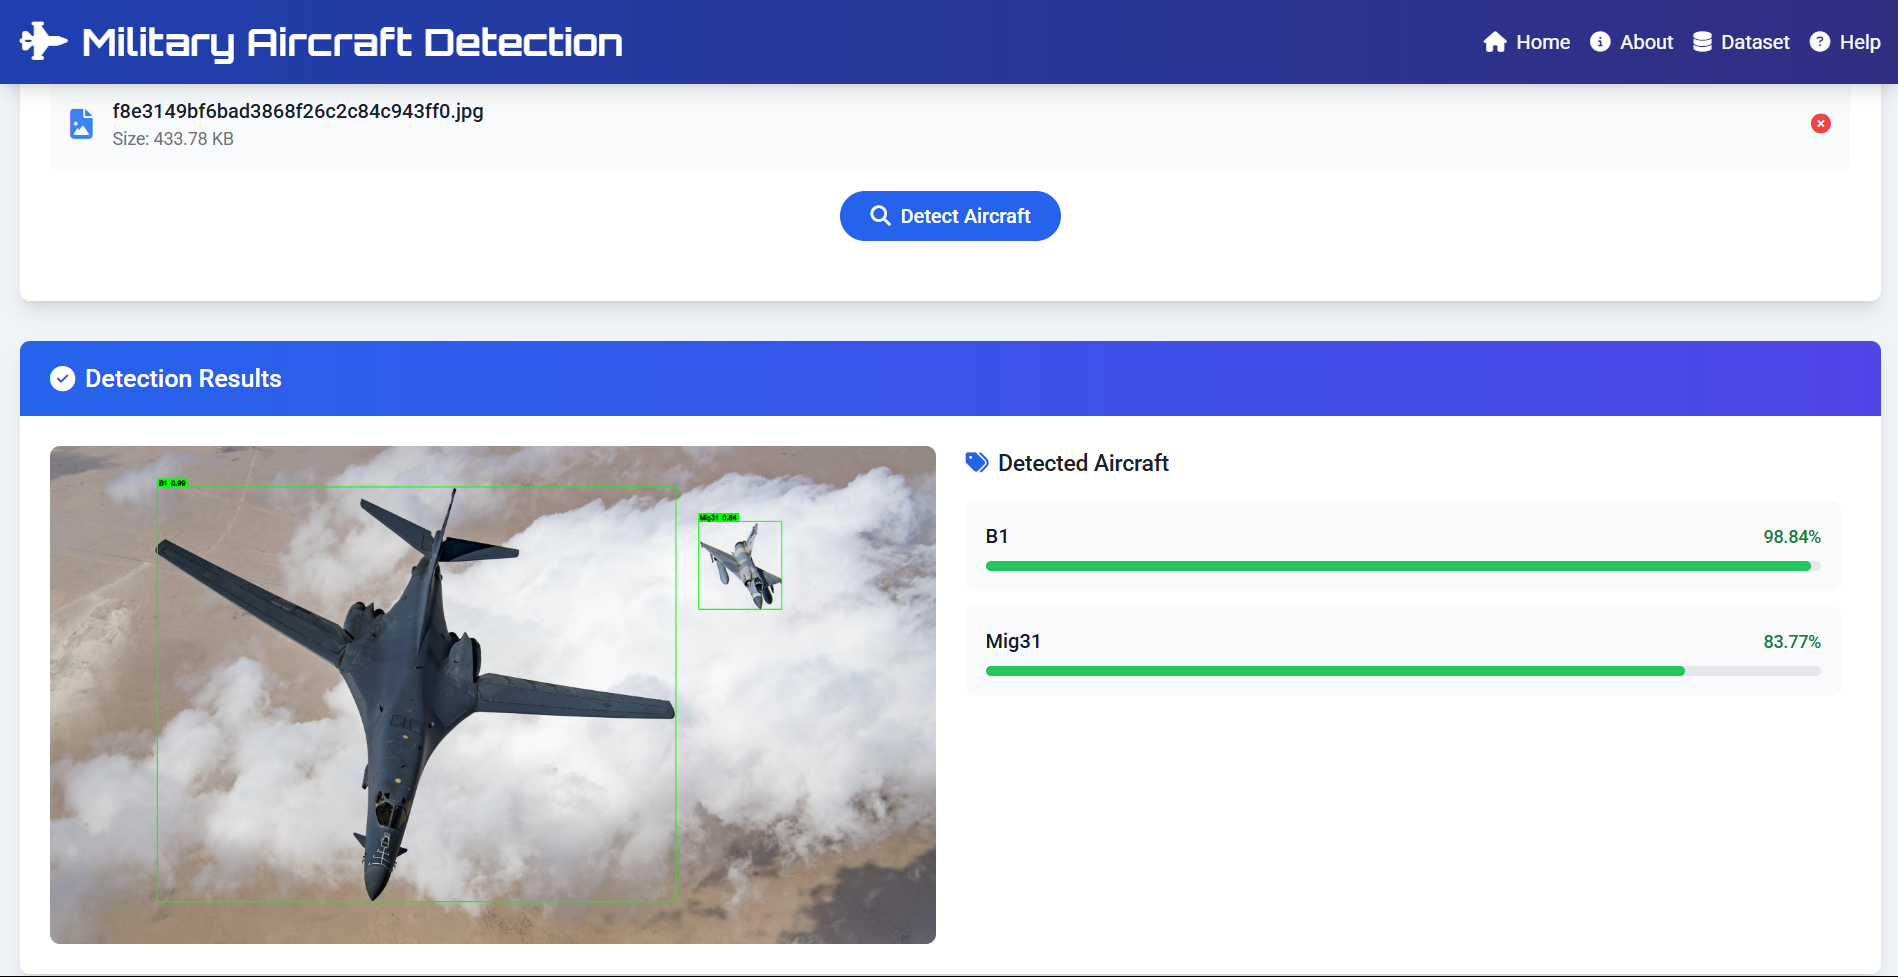 Military Aircraft Detection
Home
About
Dataset
Help
f8e3149bf6bad3868f26c2c84c943ff0.jpg
Size: 433.78 KB
Detect Aircraft
Detection Results
B1 0.99
Mig31 0.84
Detected Aircraft
B1
98.84%
Mig31
83.77%